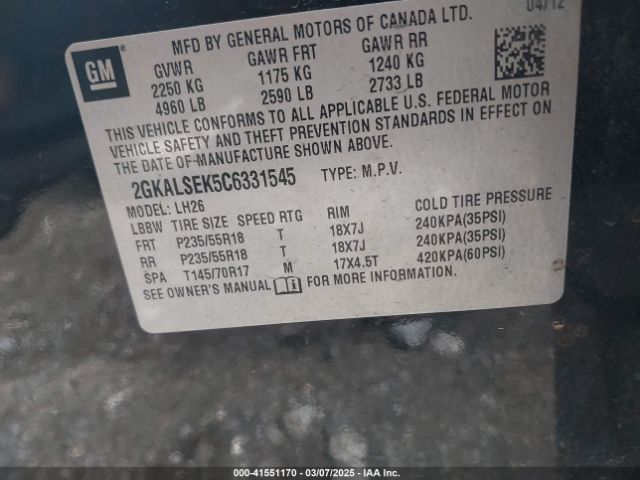 04/12
GM
MFD BY GENERAL MOTORS OF CANADA LTD.
GVWR GAWR FRT GAWR RR
2250 KG 1175 KG 1240 KG
4960 LB 2590 LB 2733 LB
THIS VEHICLE CONFORMS TO ALL APPLICABLE U.S. FEDERAL MOTOR
VEHICLE SAFETY AND THEFT PREVENTION STANDARDS IN EFFECT ON
THE DATE OF MANUFACTURE SHOWN ABOVE.
2GKALSEK5C6331545 TYPE: M.P.V.
MODEL: LH26
LBBW TIRE SIZE SPEED RTG RIM COLD TIRE PRESSURE
FRT P235/55R18 T 18X7J 240KPA(35PSI)
RR P235/55R18 T 18X7J 240KPA(35PSI)
SPA T145/70R17 M 17X4.5T 420KPA(60PSI)
SEE OWNER'S MANUAL FOR MORE INFORMATION.
000-41551170 — 03/07/2025 — IAA Inc.